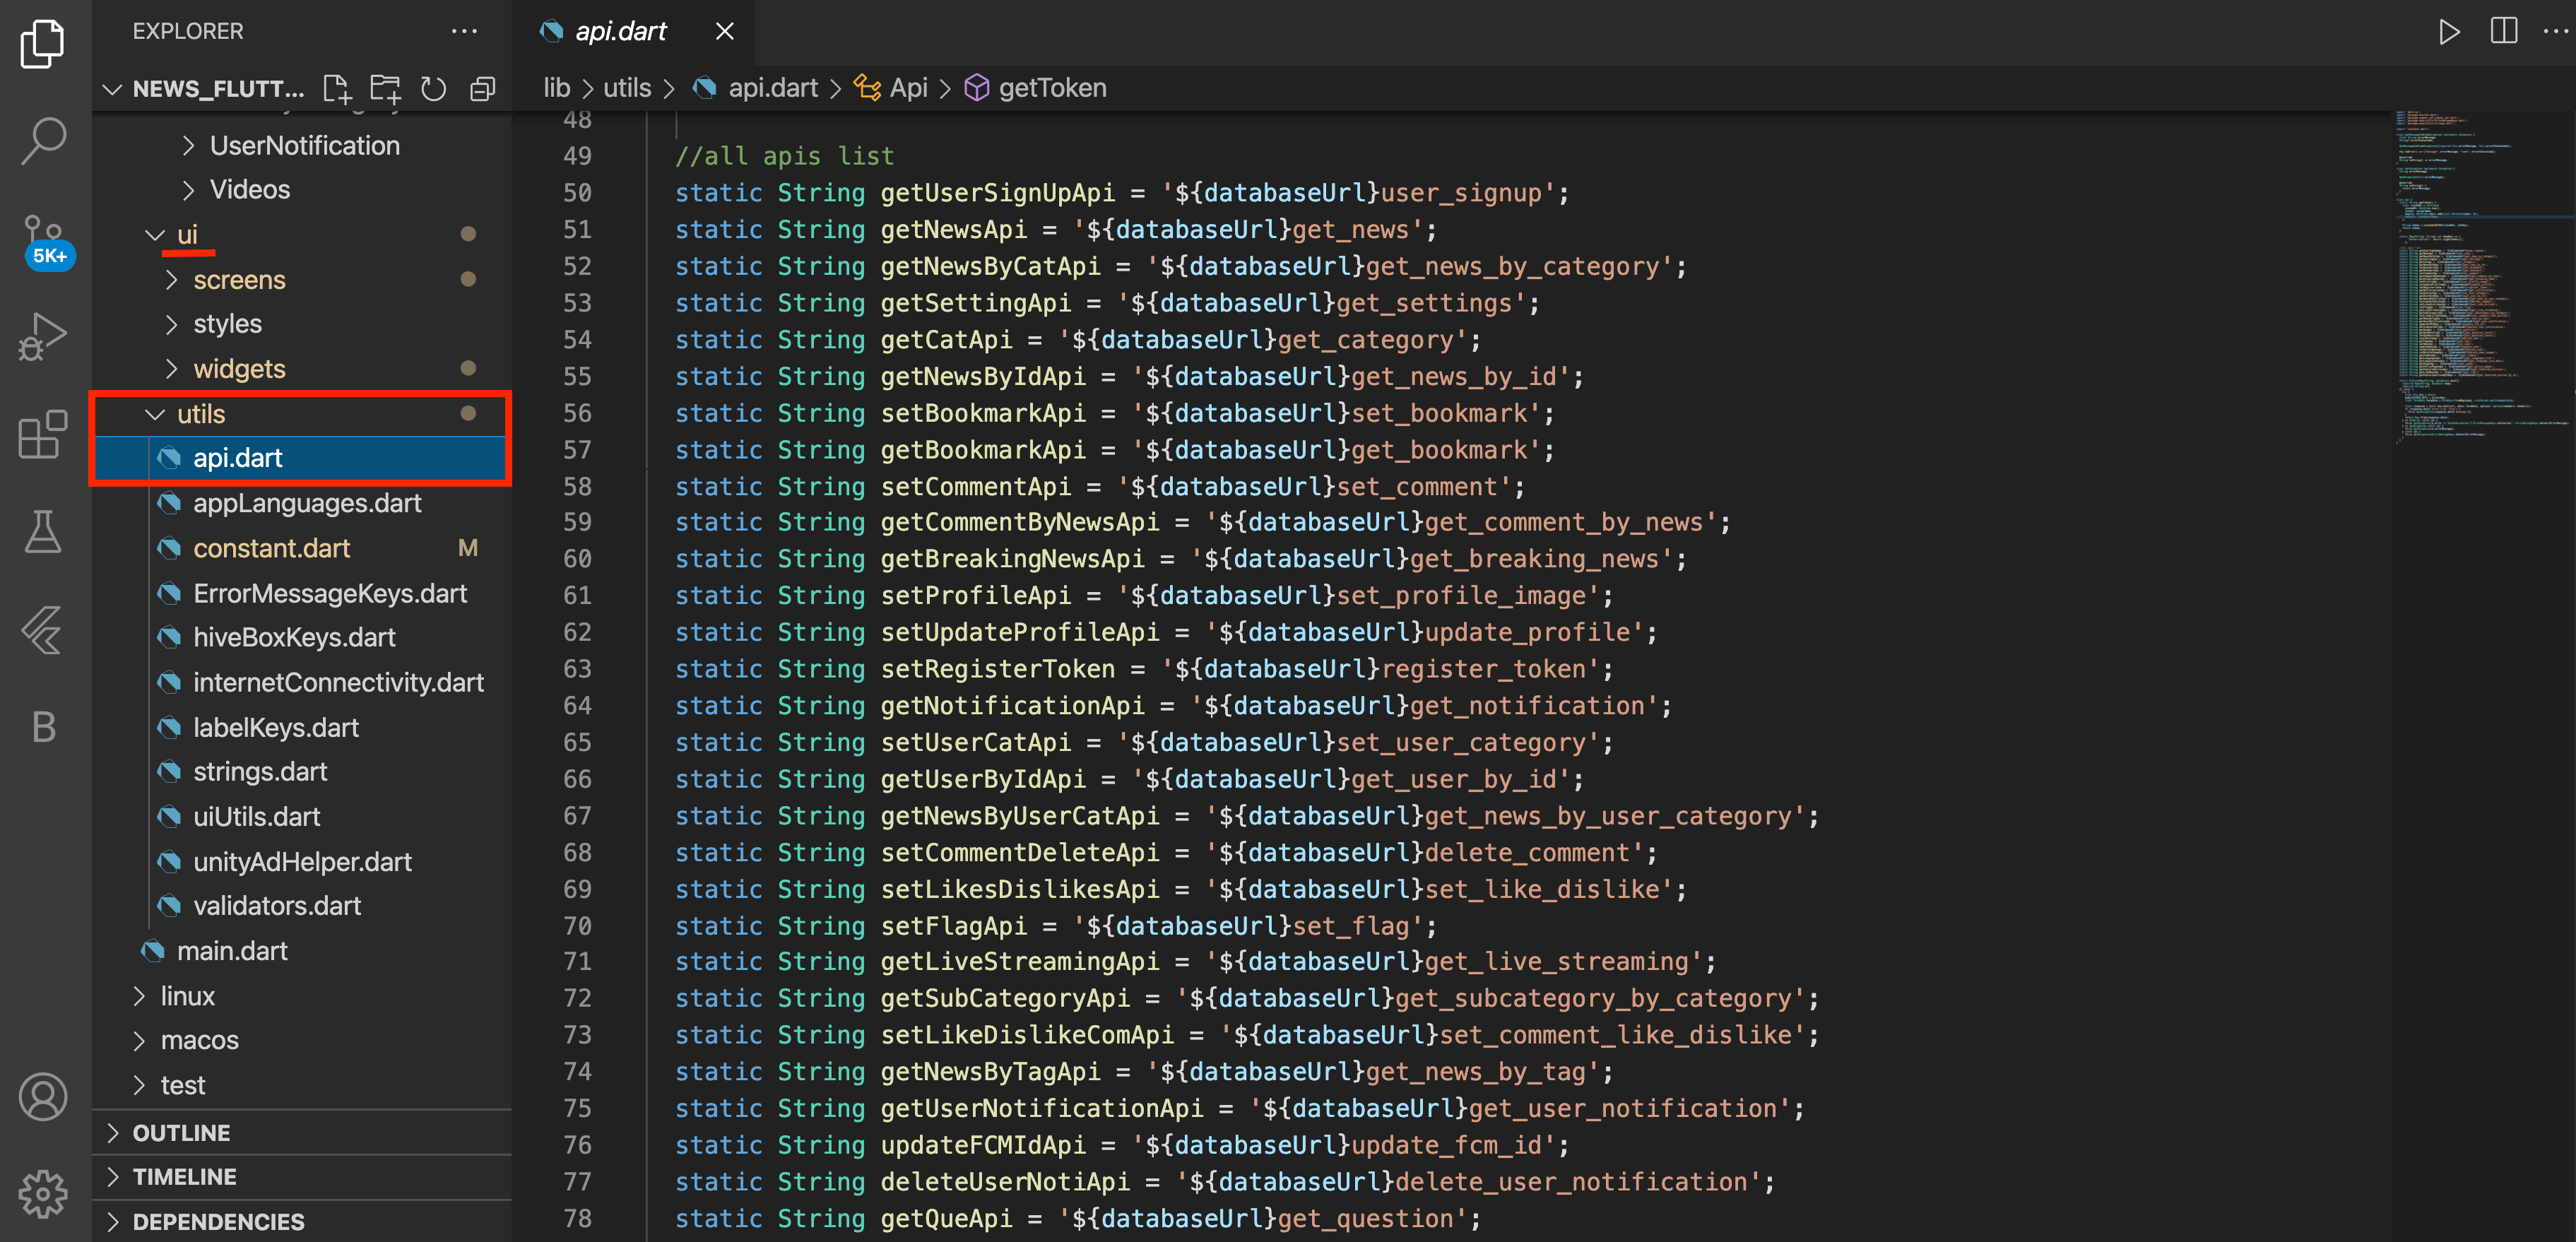 EXPLORER
NEWS_FLUTT...
UserNotification
Videos
ui
screens
styles
widgets
utils
api.dart
appLanguages.dart
constant.dart M
ErrorMessageKeys.dart
hiveBoxKeys.dart
internetConnectivity.dart
labelKeys.dart
strings.dart
uiUtils.dart
unityAdHelper.dart
validators.dart
main.dart
linux
macos
test
OUTLINE
TIMELINE
DEPENDENCIES
5K+
B
api.dart
lib > utils > api.dart > Api > getToken
48
49 //all apis list
50 static String getUserSignUpApi = '${databaseUrl}user_signup';
51 static String getNewsApi = '${databaseUrl}get_news';
52 static String getNewsByCatApi = '${databaseUrl}get_news_by_category';
53 static String getSettingApi = '${databaseUrl}get_settings';
54 static String getCatApi = '${databaseUrl}get_category';
55 static String getNewsByIdApi = '${databaseUrl}get_news_by_id';
56 static String setBookmarkApi = '${databaseUrl}set_bookmark';
57 static String getBookmarkApi = '${databaseUrl}get_bookmark';
58 static String setCommentApi = '${databaseUrl}set_comment';
59 static String getCommentByNewsApi = '${databaseUrl}get_comment_by_news';
60 static String getBreakingNewsApi = '${databaseUrl}get_breaking_news';
61 static String setProfileApi = '${databaseUrl}set_profile_image';
62 static String setUpdateProfileApi = '${databaseUrl}update_profile';
63 static String setRegisterToken = '${databaseUrl}register_token';
64 static String getNotificationApi = '${databaseUrl}get_notification';
65 static String setUserCatApi = '${databaseUrl}set_user_category';
66 static String getUserByIdApi = '${databaseUrl}get_user_by_id';
67 static String getNewsByUserCatApi = '${databaseUrl}get_news_by_user_category';
68 static String setCommentDeleteApi = '${databaseUrl}delete_comment';
69 static String setLikesDislikesApi = '${databaseUrl}set_like_dislike';
70 static String setFlagApi = '${databaseUrl}set_flag';
71 static String getLiveStreamingApi = '${databaseUrl}get_live_streaming';
72 static String getSubCategoryApi = '${databaseUrl}get_subcategory_by_category';
73 static String setLikeDislikeComApi = '${databaseUrl}set_comment_like_dislike';
74 static String getNewsByTagApi = '${databaseUrl}get_news_by_tag';
75 static String getUserNotificationApi = '${databaseUrl}get_user_notification';
76 static String updateFCMIdApi = '${databaseUrl}update_fcm_id';
77 static String deleteUserNotiApi = '${databaseUrl}delete_user_notification';
78 static String getQueApi = '${databaseUrl}get_question';